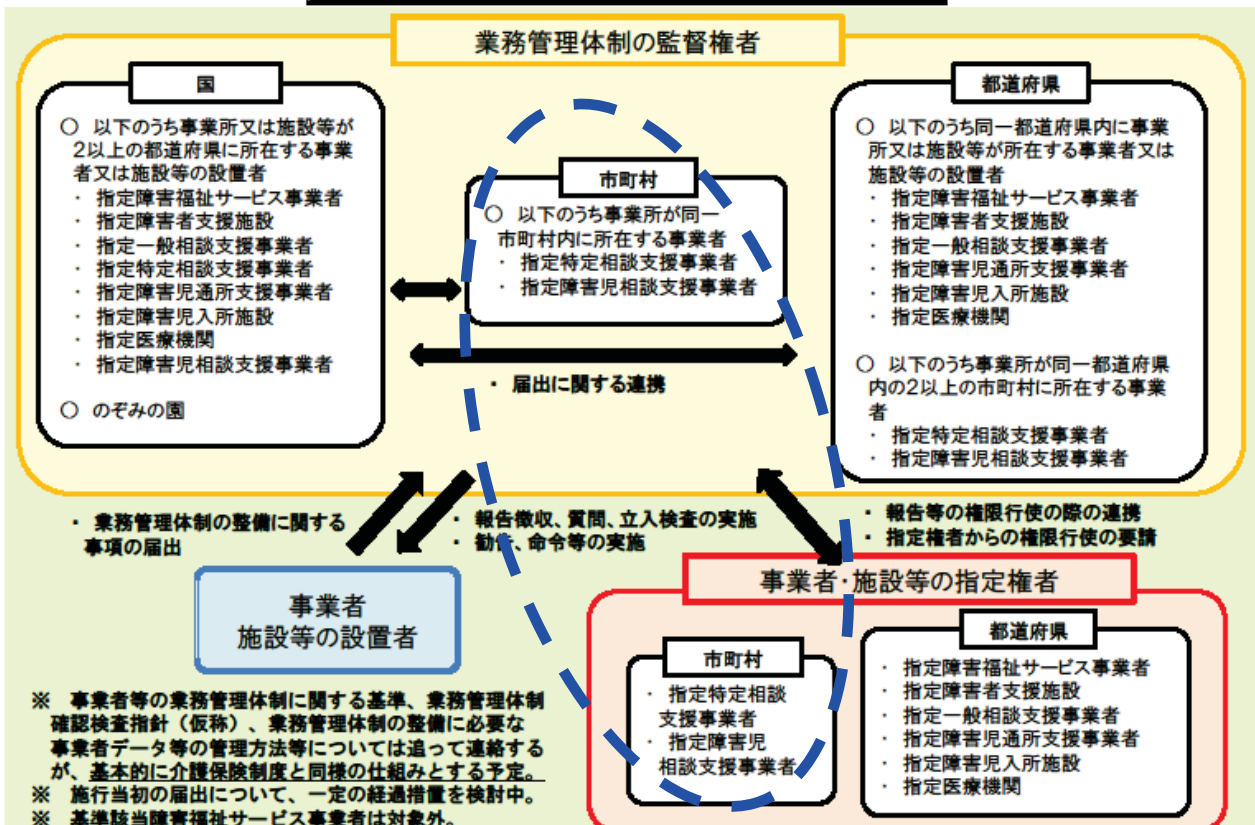 業務管理体制の監督権者
国
○ 以下のうち事業所又は施設等が
2以上の都道府県に所在する事業
者又は施設等の設置者
・ 指定障害福祉サービス事業者
・ 指定障害者支援施設
・ 指定一般相談支援事業者
・ 指定特定相談支援事業者
・ 指定障害児通所支援事業者
・ 指定障害児入所施設
・ 指定医療機関
・ 指定障害児相談支援事業者
○ のぞみの園
市町村
○ 以下のうち事業所が同一
市町村内に所在する事業者
・ 指定特定相談支援事業者
・ 指定障害児相談支援事業者
・ 届出に関する連携
都道府県
○ 以下のうち同一都道府県内に事業
所又は施設等が所在する事業者又は
施設等の設置者
・ 指定障害福祉サービス事業者
・ 指定障害者支援施設
・ 指定一般相談支援事業者
・ 指定障害児通所支援事業者
・ 指定障害児入所施設
・ 指定医療機関
○ 以下のうち事業所が同一都道府県
内の2以上の市町村に所在する事業
者
・ 指定特定相談支援事業者
・ 指定障害児相談支援事業者
・ 業務管理体制の整備に関する
事項の届出
・ 報告徴収、質問、立入検査の実施
・ 勧告、命令等の実施
・ 報告等の権限行使の際の連携
・ 指定権者からの権限行使の要請
事業者
施設等の設置者
事業者・施設等の指定権者
市町村
・ 指定特定相談
支援事業者
・ 指定障害児
相談支援事業者
都道府県
・ 指定障害福祉サービス事業者
・ 指定障害者支援施設
・ 指定一般相談支援事業者
・ 指定障害児通所支援事業者
・ 指定障害児入所施設
・ 指定医療機関
※ 事業者等の業務管理体制に関する基準、業務管理体制
確認検査指針（仮称）、業務管理体制の整備に必要な
事業者データ等の管理方法等については追って連絡する
が、基本的に介護保険制度と同様の仕組みとする予定。
※ 施行当初の届出について、一定の経過措置を検討中。
※ 基準該当障害福祉サービス事業者は対象外。